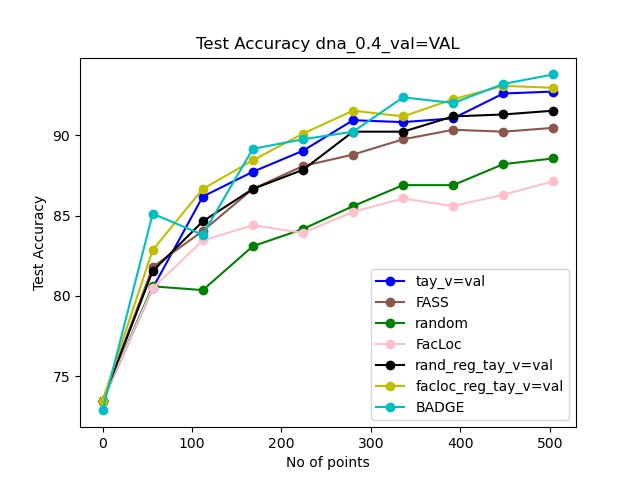 Test Accuracy dna_0.4_val=VAL
Test Accuracy
90
85
80
75
tay_v=val
FASS
random
FacLoc
rand_reg_tay_v=val
facloc_reg_tay_v=val
BADGE
0
100
200
300
400
500
No of points